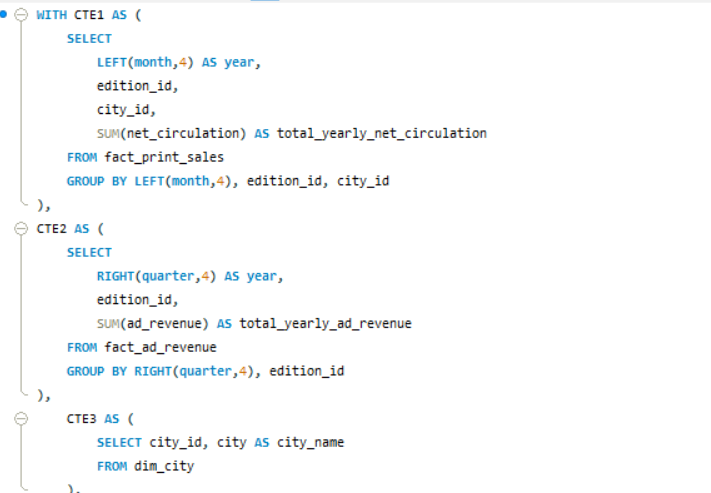 WITH CTE1 AS (
SELECT
LEFT(month,4) AS year,
edition_id,
city_id,
SUM(net_circulation) AS total_yearly_net_circulation
FROM fact_print_sales
GROUP BY LEFT(month,4), edition_id, city_id
),
CTE2 AS (
SELECT
RIGHT(quarter,4) AS year,
edition_id,
SUM(ad_revenue) AS total_yearly_ad_revenue
FROM fact_ad_revenue
GROUP BY RIGHT(quarter,4), edition_id
),
CTE3 AS (
SELECT city_id, city AS city_name
FROM dim_city
),